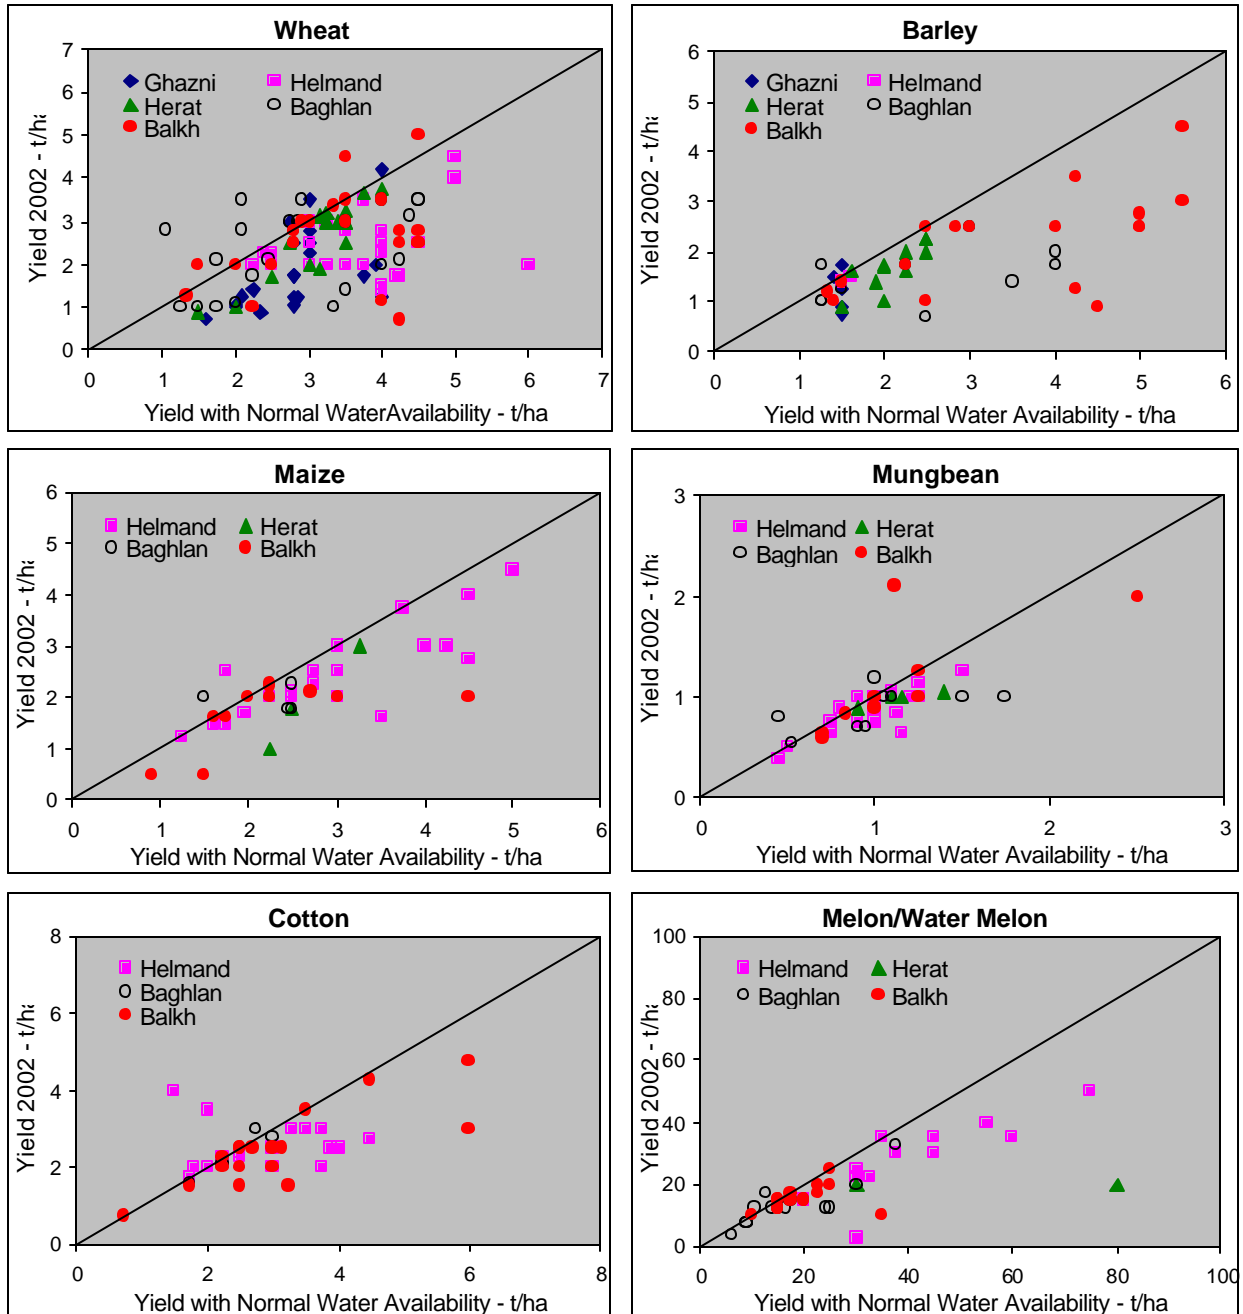 Wheat
7
6
5
4
3
2
1
0
Yield 2002 - t/ha
Ghazni Helmand
Herat Baghlan
Balkh
0 1 2 3 4 5 6 7
Yield with Normal WaterAvailability - t/ha
Barley
6
5
4
3
2
1
0
Yield 2002 - t/ha
Ghazni Helmand
Herat Baghlan
Balkh
0 1 2 3 4 5 6
Yield with Normal Water Availability - t/ha
Maize
6
5
4
3
2
1
0
Yield 2002 - t/ha
Helmand Herat
Baghlan Balkh
0 1 2 3 4 5 6
Yield with Normal Water Availability - t/ha
Mungbean
3
2
1
0
Yield 2002 - t/ha
Helmand Herat
Baghlan Balkh
0 1 2 3
Yield with Normal Water Availability - t/ha
Cotton
8
6
4
2
0
Yield 2002 - t/ha
Helmand
Baghlan
Balkh
0 2 4 6 8
Yield with Normal Water Availability - t/ha
Melon/Water Melon
100
80
60
40
20
0
Yield 2002 - t/ha
Helmand Herat
Baghlan Balkh
0 20 40 60 80 100
Yield with Normal Water Availability - t/ha